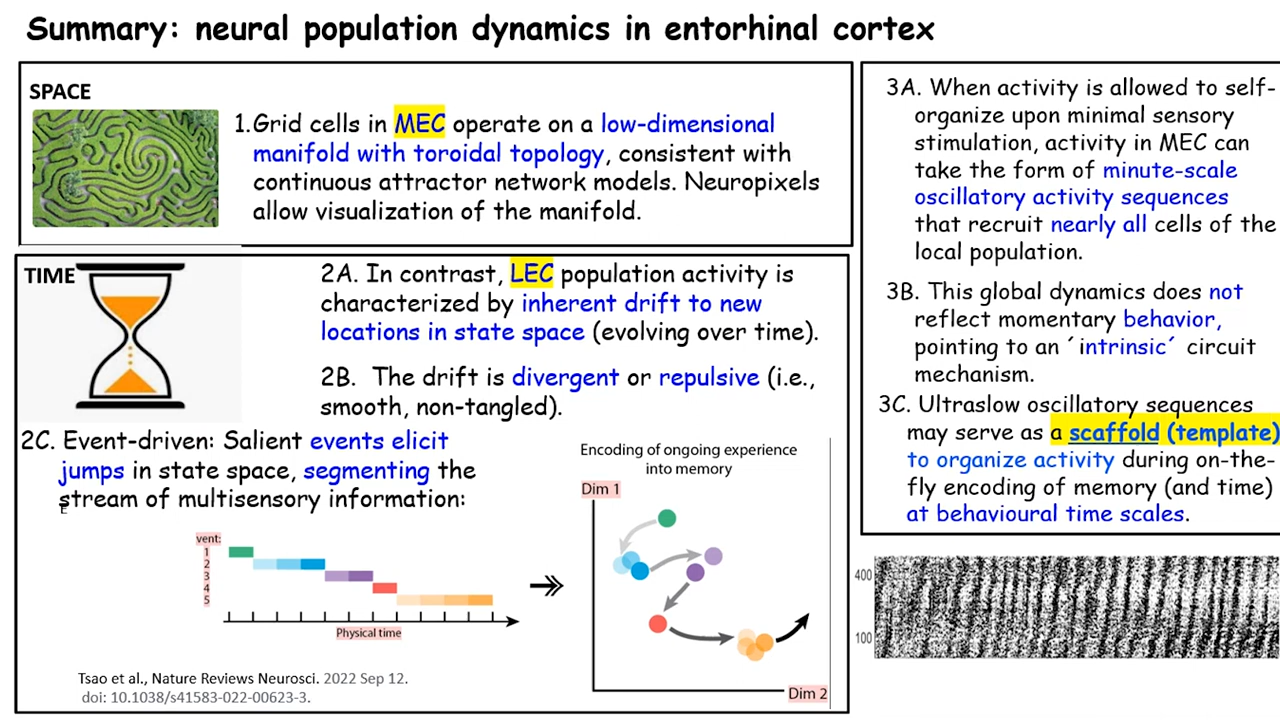 Summary: neural population dynamics in entorhinal cortex
SPACE
1.Grid cells in MEC operate on a low-dimensional
manifold with toroidal topology, consistent with
continuous attractor network models. Neuropixels
allow visualization of the manifold.
TIME
2A. In contrast, LEC population activity is
characterized by inherent drift to new
locations in state space (evolving over time).
2B. The drift is divergent or repulsive (i.e.,
smooth, non-tangled).
2C. Event-driven: Salient events elicit
jumps in state space, segmenting the
stream of multisensory information:
E
vent:
1
2
3
4
5
Physical time
Encoding of ongoing experience
into memory
Dim 1
Dim 2
Tsao et al., Nature Reviews Neurosci. 2022 Sep 12.
doi: 10.1038/s41583-022-00623-3.
3A. When activity is allowed to self-
organize upon minimal sensory
stimulation, activity in MEC can
take the form of minute-scale
oscillatory activity sequences
that recruit nearly all cells of the
local population.
3B. This global dynamics does not
reflect momentary behavior,
pointing to an ´intrinsic´ circuit
mechanism.
3C. Ultraslow oscillatory sequences
may serve as a scaffold (template)
to organize activity during on-the-
fly encoding of memory (and time)
at behavioural time scales.
400
100